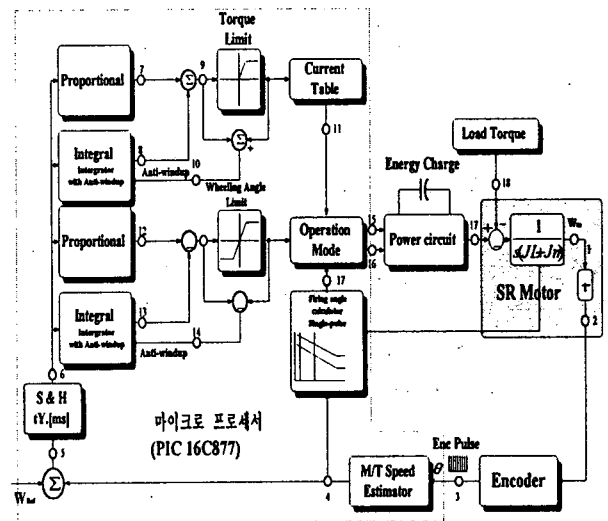 Torque
Limit
Proportional
7
Σ
9
Current
Table
11
Load Torque
18
Integral
Intergrator
with Anti-windup
8
Anti-windup
10
Σ
+
Wheeling Angle
Limit
Energy Charge
Proportional
12
Operation
Mode
15
16
Power circuit
17
+
-
1
SR Motor
1
τ
2
Integral
Intergrator
with Anti-windup
13
14
Anti-windup
17
Firing angle
calculator
Single-pulse
6
S & H
5
마이크로 프로세서
(PIC 16C877)
Σ
4
M/T Speed
Estimator
θ
Enc Pulse
3
Encoder